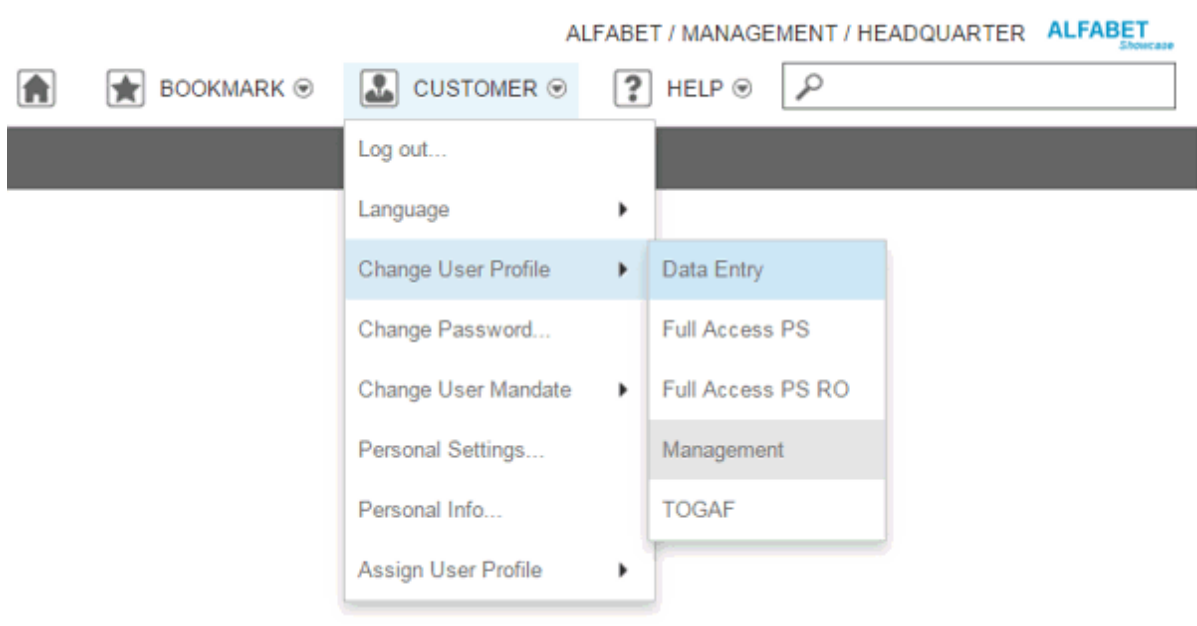 ALFABET / MANAGEMENT / HEADQUARTER ALFABET
Showcase
BOOKMARK CUSTOMER ? HELP
Log out...
Language
Change User Profile Data Entry
Change Password... Full Access PS
Change User Mandate Full Access PS RO
Personal Settings... Management
Personal Info... TOGAF
Assign User Profile